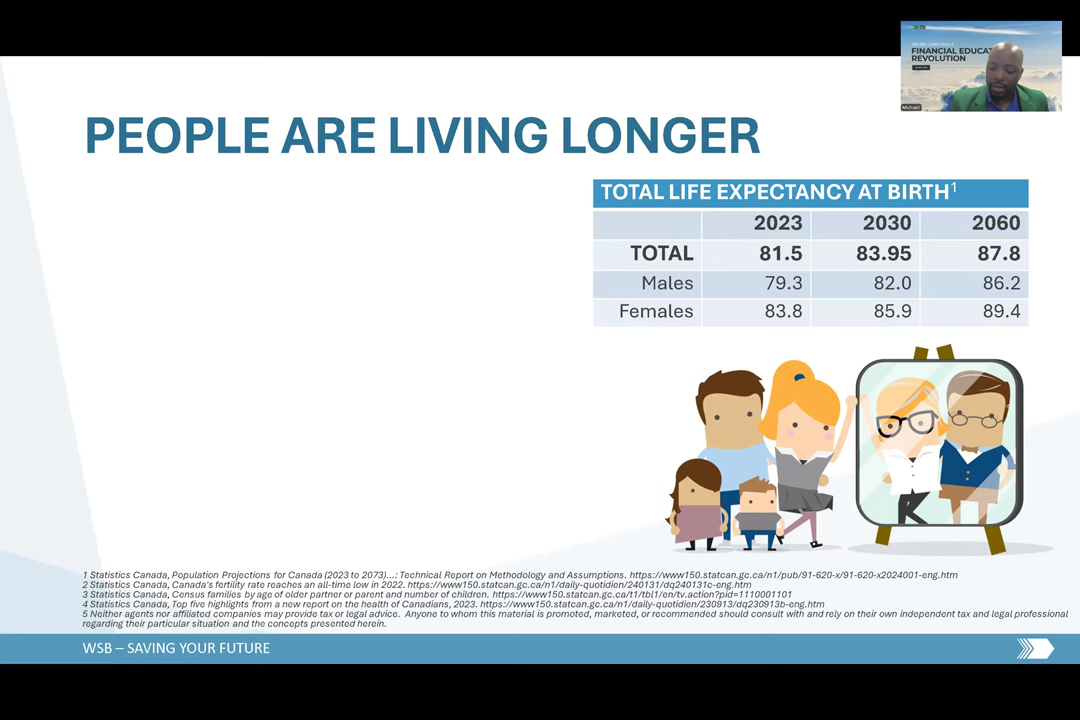 FINANCIAL EDUCAT
REVOLUTION
PEOPLE ARE LIVING LONGER
TOTAL LIFE EXPECTANCY AT BIRTH1
2023 2030 2060
TOTAL 81.5 83.95 87.8
Males 79.3 82.0 86.2
Females 83.8 85.9 89.4
1 Statistics Canada, Population Projections for Canada (2023 to 2073)...: Technical Report on Methodology and Assumptions. https://www150.statcan.gc.ca/n1/pub/91-620-x/91-620-x2024001-eng.htm
2 Statistics Canada, Canada's fertility rate reaches an all-time low in 2022. https://www150.statcan.gc.ca/n1/daily-quotidien/240131/dq240131c-eng.htm
3 Statistics Canada, Census families by age of older partner or parent and number of children. https://www150.statcan.gc.ca/t1/tbl1/en/tv.action?pid=1110001101
4 Statistics Canada, Top five highlights from a new report on the health of Canadians, 2023. https://www150.statcan.gc.ca/n1/daily-quotidien/230913/dq230913b-eng.htm
5 Neither agents nor affiliated companies may provide tax or legal advice. Anyone to whom this material is promoted, marketed, or recommended should consult with and rely on their own independent tax and legal professional
regarding their particular situation and the concepts presented herein.
WSB – SAVING YOUR FUTURE